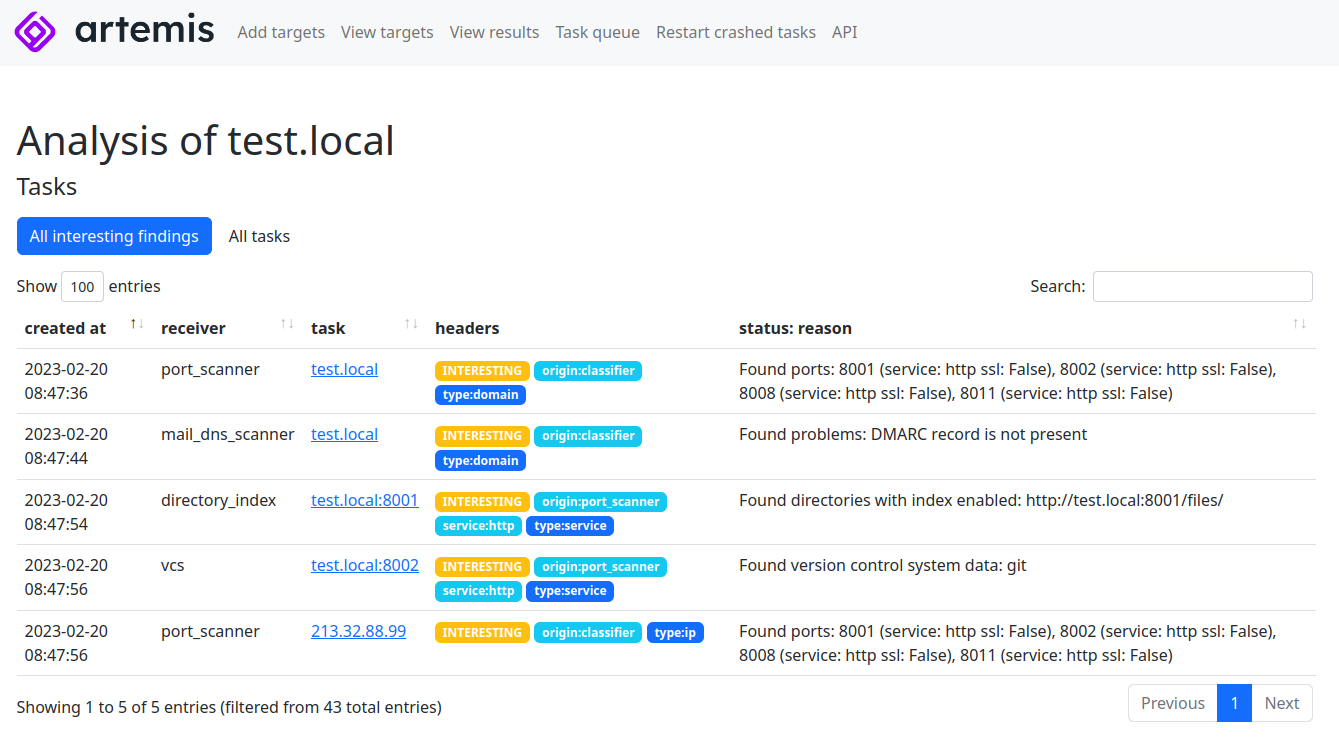 artemis Add targets View targets View results Task queue Restart crashed tasks API
Analysis of test.local
Tasks
All interesting findings All tasks
Show 100 entries Search:
created at ↑↓ receiver ↑↓ task ↑↓ headers status: reason ↑↓
2023-02-20 port_scanner test.local INTERESTING origin:classifier Found ports: 8001 (service: http ssl: False), 8002 (service: http ssl: False),
08:47:36 type:domain 8008 (service: http ssl: False), 8011 (service: http ssl: False)
2023-02-20 mail_dns_scanner test.local INTERESTING origin:classifier Found problems: DMARC record is not present
08:47:44 type:domain
2023-02-20 directory_index test.local:8001 INTERESTING origin:port_scanner Found directories with index enabled: http://test.local:8001/files/
08:47:54 service:http type:service
2023-02-20 vcs test.local:8002 INTERESTING origin:port_scanner Found version control system data: git
08:47:56 service:http type:service
2023-02-20 port_scanner 213.32.88.99 INTERESTING origin:classifier type:ip Found ports: 8001 (service: http ssl: False), 8002 (service: http ssl: False),
08:47:56 8008 (service: http ssl: False), 8011 (service: http ssl: False)
Showing 1 to 5 of 5 entries (filtered from 43 total entries) Previous 1 Next